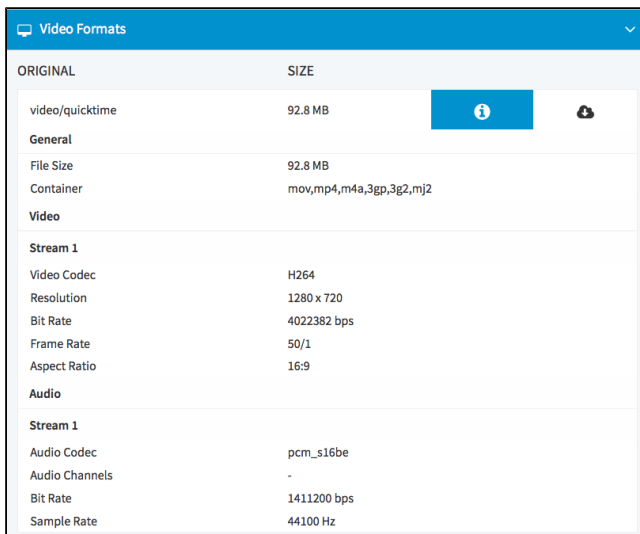 Video Formats
ORIGINAL SIZE
video/quicktime 92.8 MB
General
File Size 92.8 MB
Container mov,mp4,m4a,3gp,3g2,mj2
Video
Stream 1
Video Codec H264
Resolution 1280 x 720
Bit Rate 4022382 bps
Frame Rate 50/1
Aspect Ratio 16:9
Audio
Stream 1
Audio Codec pcm_s16be
Audio Channels -
Bit Rate 1411200 bps
Sample Rate 44100 Hz